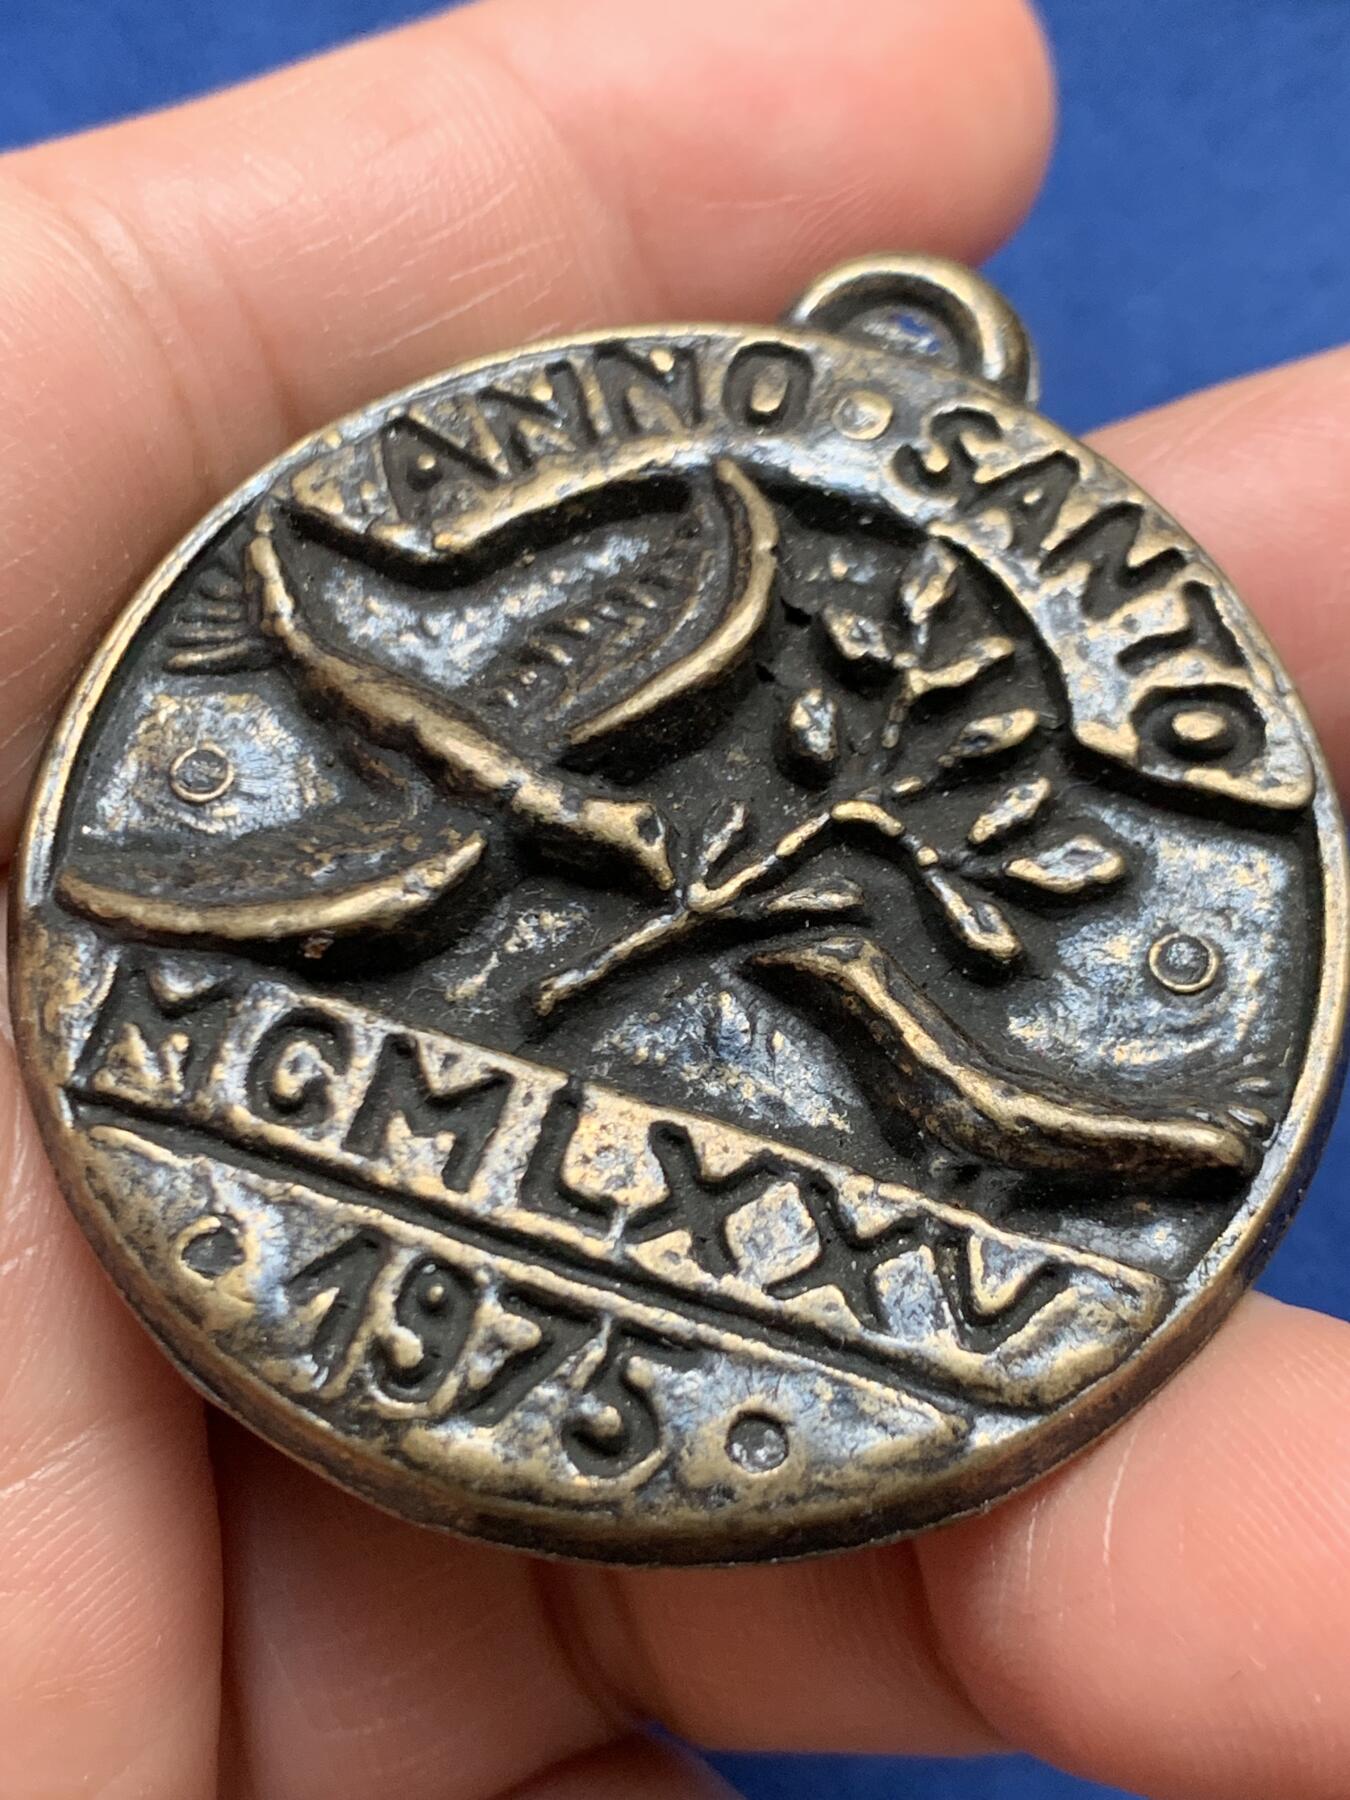 ANNO • SANTO
MCMLXXV
1975